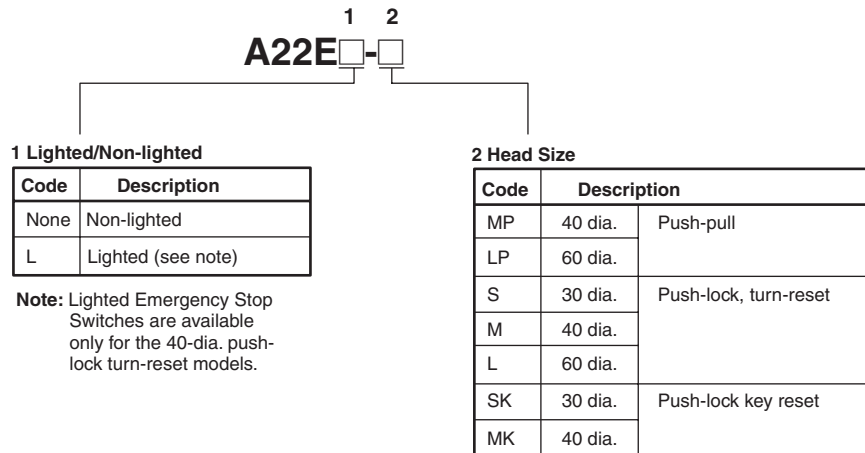 1 2
A22E□-□
1 Lighted/Non-lighted
Code Description
None Non-lighted
L Lighted (see note)
Note: Lighted Emergency Stop
Switches are available
only for the 40-dia. push-
lock turn-reset models.
2 Head Size
Code Description
MP 40 dia. Push-pull
LP 60 dia.
S 30 dia. Push-lock, turn-reset
M 40 dia.
L 60 dia.
SK 30 dia. Push-lock key reset
MK 40 dia.